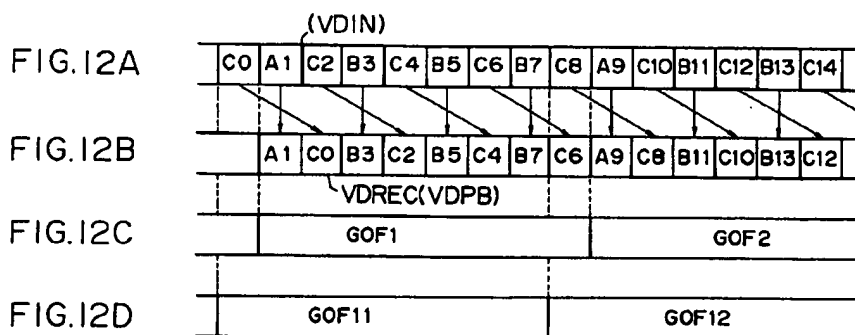 (VDIN)
FIG.12A C0 A1 C2 B3 C4 B5 C6 B7 C8 A9 C10 B11 C12 B13 C14
FIG.12B A1 C0 B3 C2 B5 C4 B7 C6 A9 C8 B11 C10 B13 C12
VDREC(VDPB)
FIG.12C GOF1 GOF2
FIG.12D GOF11 GOF12